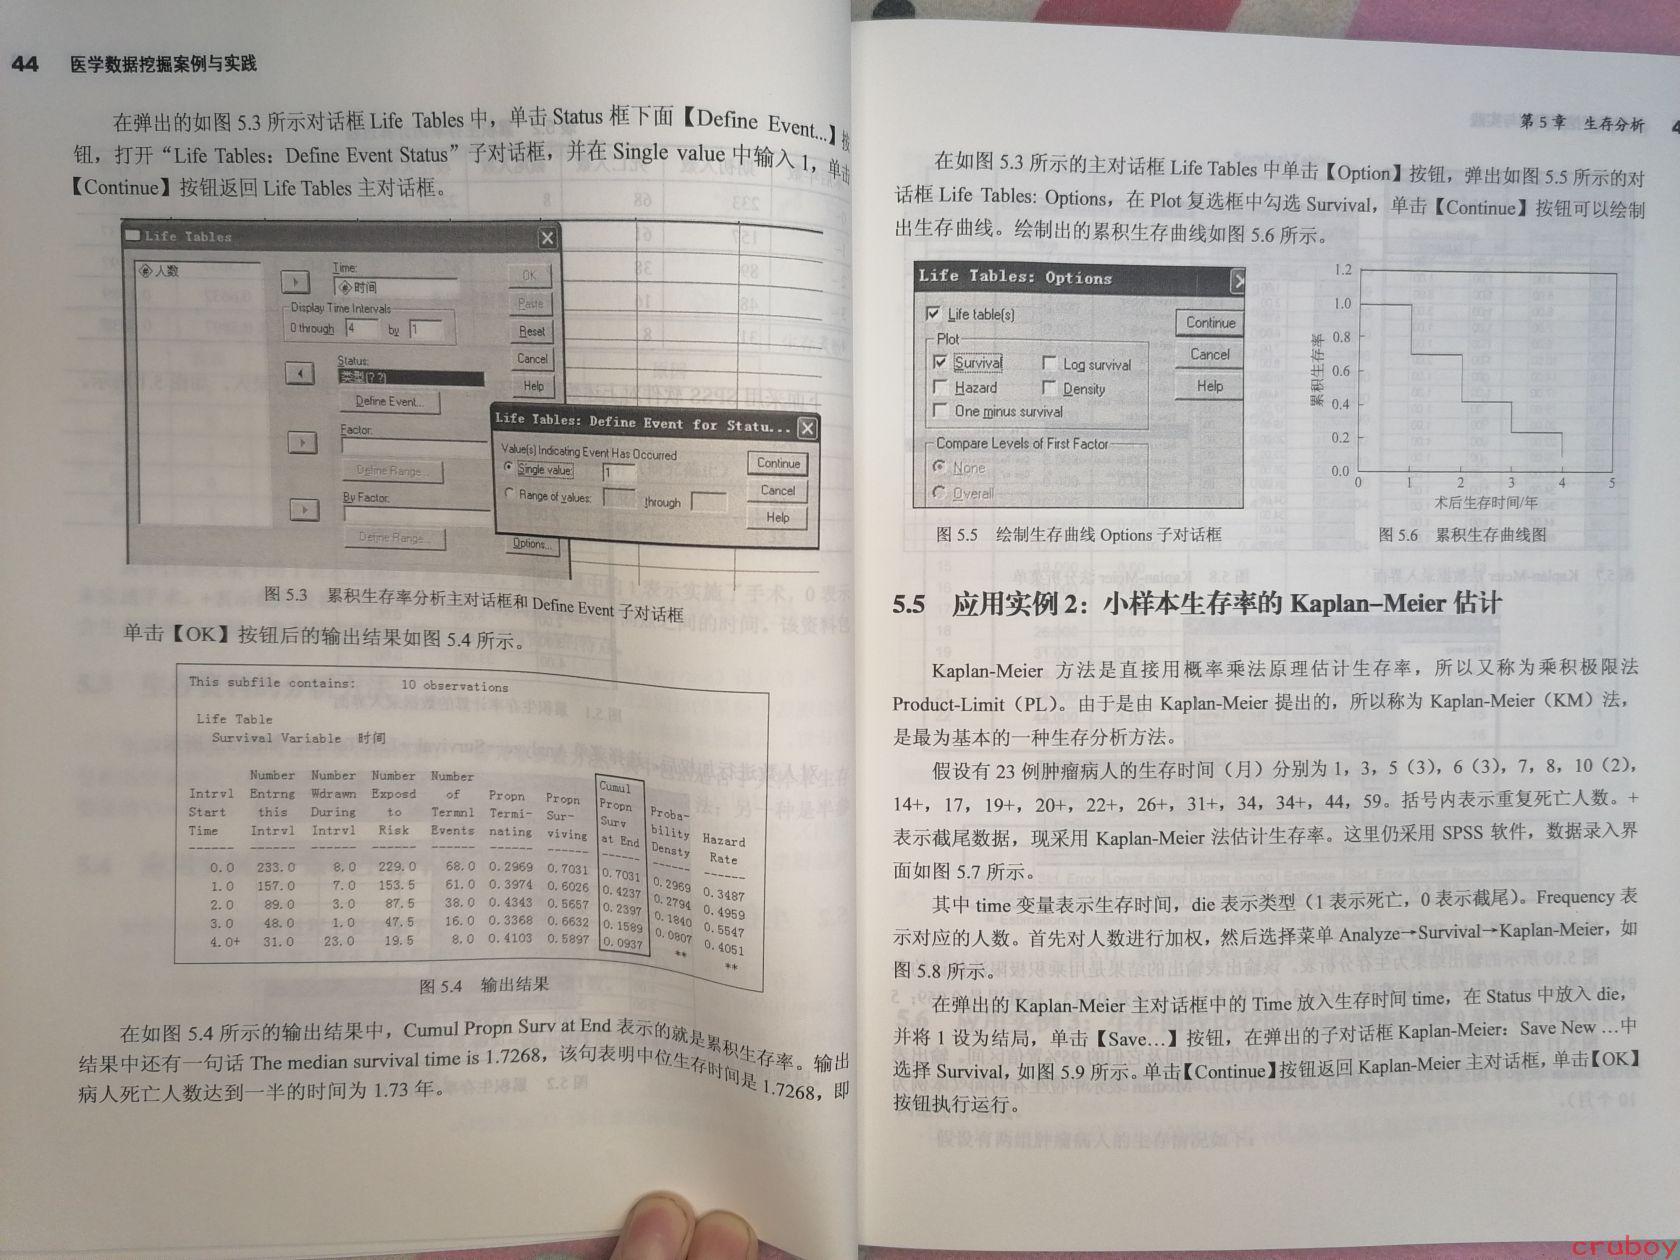 44 医学数据挖掘案例与实践
在弹出的如图 5.3 所示对话框 Life Tables 中，单击 Status 框下面【Define Event...】按
钮，打开“Life Tables：Define Event Status”子对话框，并在 Single value 中输入 1，单击
【Continue】按钮返回 Life Tables 主对话框。
Life Tables
人数
Time:
时间
Display Time Intervals
0 through 4 by 1
Status:
类型(? ?)
Define Event...
Factor:
Define Range...
By Factor:
Define Range...
OK
Paste
Reset
Cancel
Help
Options...
Life Tables: Define Event for Statu...
Value(s) Indicating Event Has Occurred
Single value: 1
Range of values: through
Continue
Cancel
Help
图 5.3 累积生存率分析主对话框和 Define Event 子对话框
单击【OK】按钮后的输出结果如图 5.4 所示。
This subfile contains: 10 observations
Life Table
Survival Variable 时间
Number Number Number Number Cumul
Intrvl Entrng Wdrawn Exposd of Propn Propn Propn Proba-
Start this During to Termnl Termi- Sur- Surv bility Hazard
Time Intrvl Intrvl Risk Events nating viving at End Densty Rate
------ ------ ------ ------ ------ ------ ------ ------ ------ ------
0.0 233.0 8.0 229.0 68.0 0.2969 0.7031 0.7031 0.2969 0.3487
1.0 157.0 7.0 153.5 61.0 0.3974 0.6026 0.4237 0.2794 0.4959
2.0 89.0 3.0 87.5 38.0 0.4343 0.5657 0.2397 0.1840 0.5547
3.0 48.0 1.0 47.5 16.0 0.3368 0.6632 0.1589 0.0807 0.4051
4.0+ 31.0 23.0 19.5 8.0 0.4103 0.5897 0.0937 ** **
图 5.4 输出结果
在如图 5.4 所示的输出结果中，Cumul Propn Surv at End 表示的就是累积生存率。输出
结果中还有一句话 The median survival time is 1.7268，该句表明中位生存时间是 1.7268，即
病人死亡人数达到一半的时间为 1.73 年。
第 5 章 生存分析
在如图 5.3 所示的主对话框 Life Tables 中单击【Option】按钮，弹出如图 5.5 所示的对
话框 Life Tables: Options，在 Plot 复选框中勾选 Survival，单击【Continue】按钮可以绘制
出生存曲线。绘制出的累积生存曲线如图 5.6 所示。
Life Tables: Options
Life table(s)
Plot
Survival Log survival
Hazard Density
One minus survival
Compare Levels of First Factor
None
Overall
Continue
Cancel
Help
图 5.5 绘制生存曲线 Options 子对话框
1.2
1.0
0.8
0.6
0.4
0.2
0.0
累积生存率
0 1 2 3 4 5
术后生存时间/年
图 5.6 累积生存曲线图
5.5 应用实例 2：小样本生存率的 Kaplan–Meier 估计
Kaplan-Meier 方法是直接用概率乘法原理估计生存率，所以又称为乘积极限法
Product-Limit（PL）。由于是由 Kaplan-Meier 提出的，所以称为 Kaplan-Meier（KM）法，
是最为基本的一种生存分析方法。
假设有 23 例肿瘤病人的生存时间（月）分别为 1，3，5（3），6（3），7，8，10（2），
14+，17，19+，20+，22+，26+，31+，34，34+，44，59。括号内表示重复死亡人数。+
表示截尾数据，现采用 Kaplan-Meier 法估计生存率。这里仍采用 SPSS 软件，数据录入界
面如图 5.7 所示。
其中 time 变量表示生存时间，die 表示类型（1 表示死亡，0 表示截尾）。Frequency 表
示对应的人数。首先对人数进行加权，然后选择菜单 Analyze→Survival→Kaplan-Meier，如
图 5.8 所示。
在弹出的 Kaplan-Meier 主对话框中的 Time 放入生存时间 time，在 Status 中放入 die，
并将 1 设为结局，单击【Save…】按钮，在弹出的子对话框 Kaplan-Meier：Save New …中
选择 Survival，如图 5.9 所示。单击【Continue】按钮返回 Kaplan-Meier 主对话框，单击【OK】
按钮执行运行。
cruboy